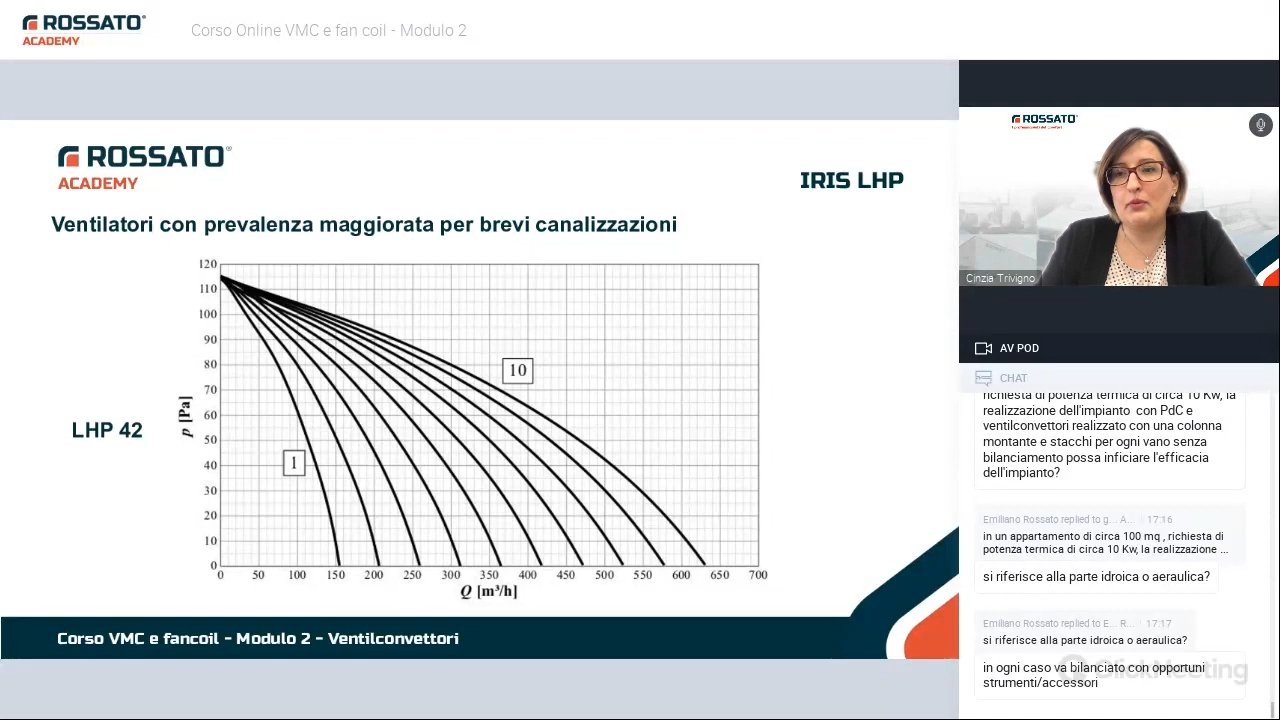 ROSSATO®
ACADEMY
Corso Online VMC e fan coil - Modulo 2
ROSSATO®
ACADEMY
IRIS LHP
Ventilatori con prevalenza maggiorata per brevi canalizzazioni
LHP 42
p [Pa]
120
110
100
90
80
70
60
50
40
30
20
10
0
10
1
0 50 100 150 200 250 300 350 400 450 500 550 600 650 700
Q [m³/h]
Corso VMC e fancoil - Modulo 2 - Ventilconvettori
ROSSATO
Cinzia Trivigno
AV POD
CHAT
richiesta di potenza termica di circa 10 Kw, la
realizzazione dell'impianto con PdC e
ventilconvettori realizzato con una colonna
montante e stacchi per ogni vano senza
bilanciamento possa inficiare l'efficacia
dell'impianto?
Emiliano Rossato replied to g... A... 17:16
in un appartamento di circa 100 mq , richiesta di
potenza termica di circa 10 Kw, la realizzazione ...
si riferisce alla parte idroica o aeraulica?
Emiliano Rossato replied to E... R... 17:17
si riferisce alla parte idroica o aeraulica?
in ogni caso va bilanciato con opportuni
strumenti/accessori
ClickMeeting